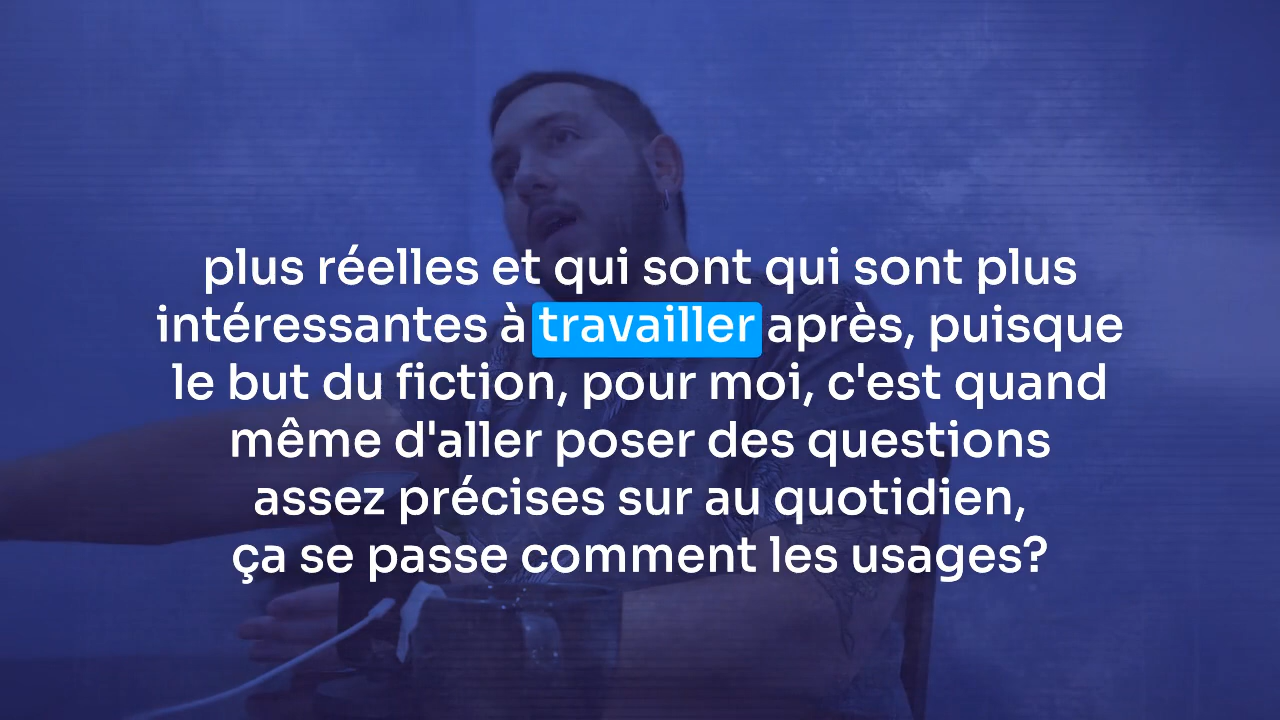 plus réelles et qui sont qui sont plus
intéressantes à travailler après, puisque
le but du fiction, pour moi, c'est quand
même d'aller poser des questions
assez précises sur au quotidien,
ça se passe comment les usages?